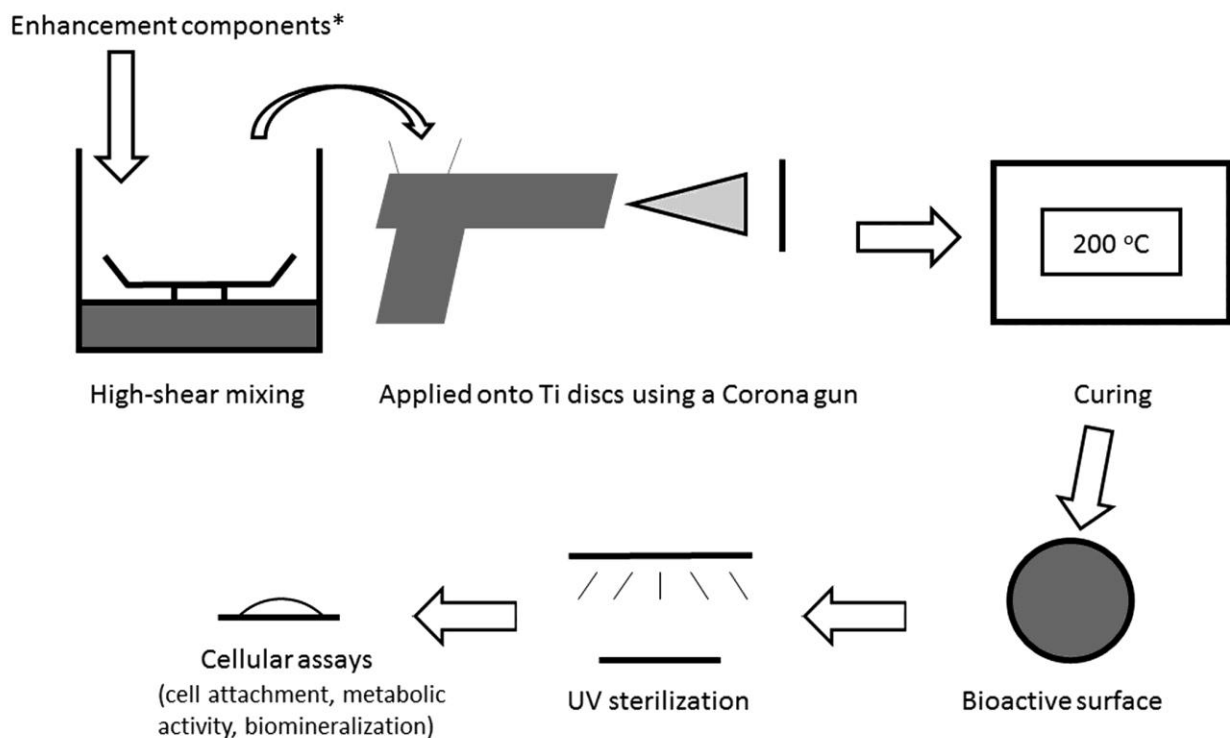 Enhancement components*
200 °C
High-shear mixing
Applied onto Ti discs using a Corona gun
Curing
Cellular assays
(cell attachment, metabolic
activity, biomineralization)
UV sterilization
Bioactive surface